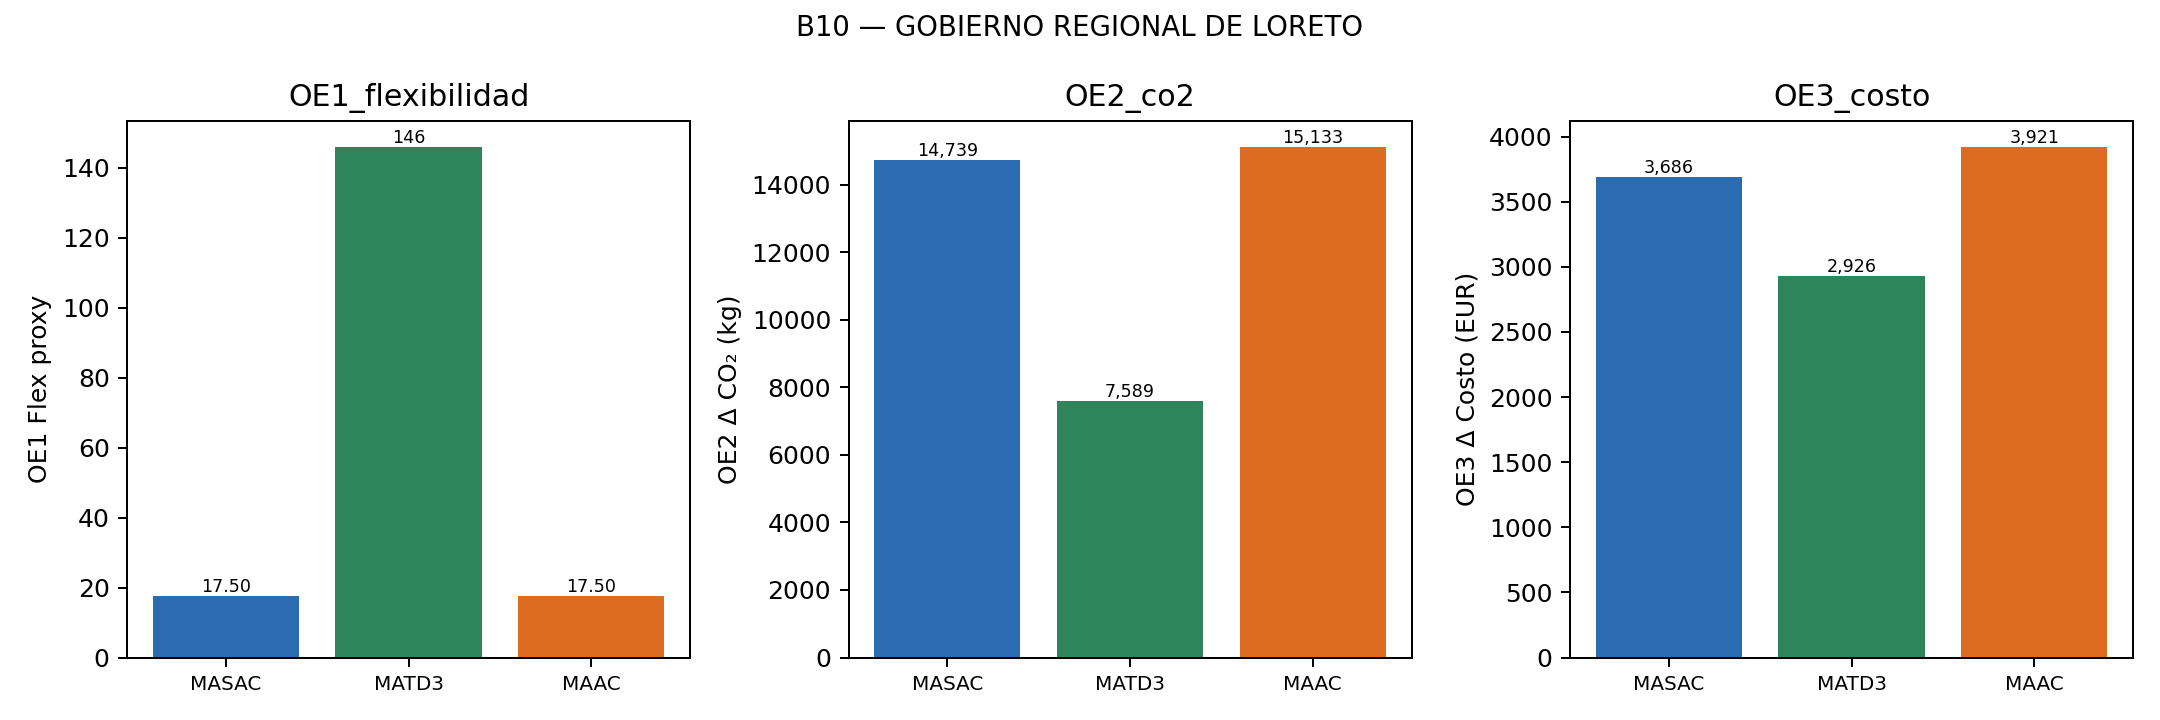 B10 — GOBIERNO REGIONAL DE LORETO
OE1_flexibilidad
OE1 Flex proxy
140
120
100
80
60
40
20
0
17.50
146
17.50
MASAC
MATD3
MAAC
OE2_co2
OE2 Δ CO₂ (kg)
14000
12000
10000
8000
6000
4000
2000
0
14,739
7,589
15,133
MASAC
MATD3
MAAC
OE3_costo
OE3 Δ Costo (EUR)
4000
3500
3000
2500
2000
1500
1000
500
0
3,686
2,926
3,921
MASAC
MATD3
MAAC